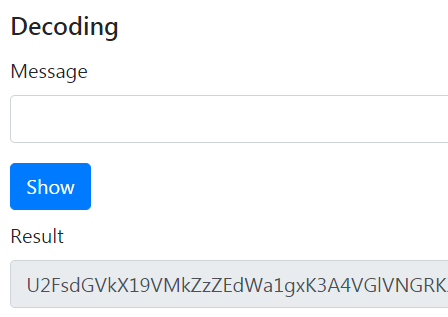 Decoding
Message
Show
Result
U2FsdGVkX19VMkZzZEdWa1gxK3A4VGlVNGRK